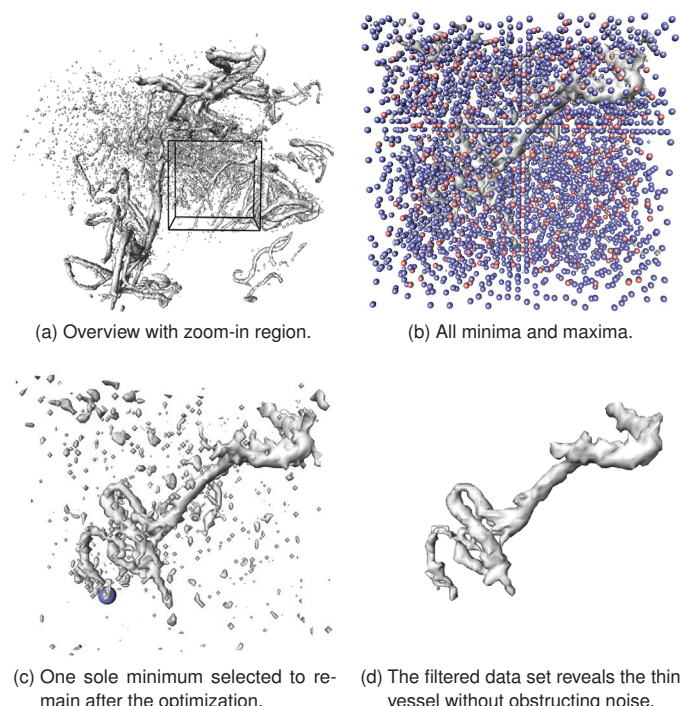 (a) Overview with zoom-in region.
(b) All minima and maxima.
(c) One sole minimum selected to re-
main after the optimization.
(d) The filtered data set reveals the thin
vessel without obstructing noise.